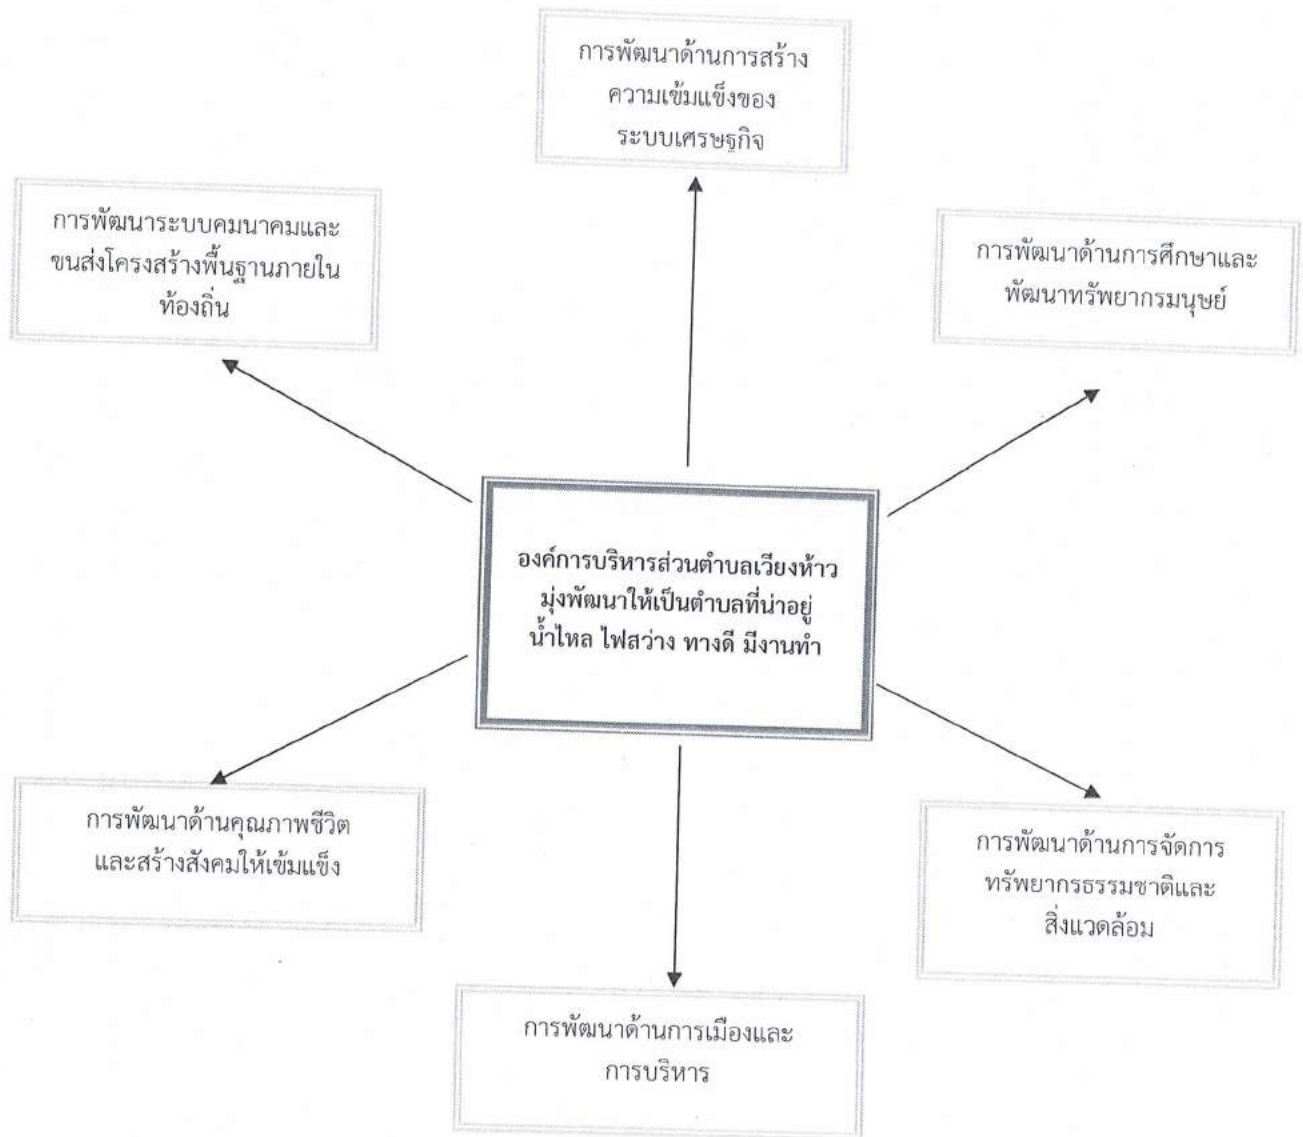 การพัฒนาด้านการสร้าง
ความเข้มแข็งของ
ระบบเศรษฐกิจ
การพัฒนาระบบคมนาคมและ
ขนส่งโครงสร้างพื้นฐานภายใน
ท้องถิ่น
การพัฒนาด้านการศึกษาและ
พัฒนาทรัพยากรมนุษย์
องค์การบริหารส่วนตำบลเวียงห้าว
มุ่งพัฒนาให้เป็นตำบลที่น่าอยู่
น้ำไหล ไฟสว่าง ทางดี มีงานทำ
การพัฒนาด้านคุณภาพชีวิต
และสร้างสังคมให้เข้มแข็ง
การพัฒนาด้านการจัดการ
ทรัพยากรธรรมชาติและ
สิ่งแวดล้อม
การพัฒนาด้านการเมืองและ
การบริหาร